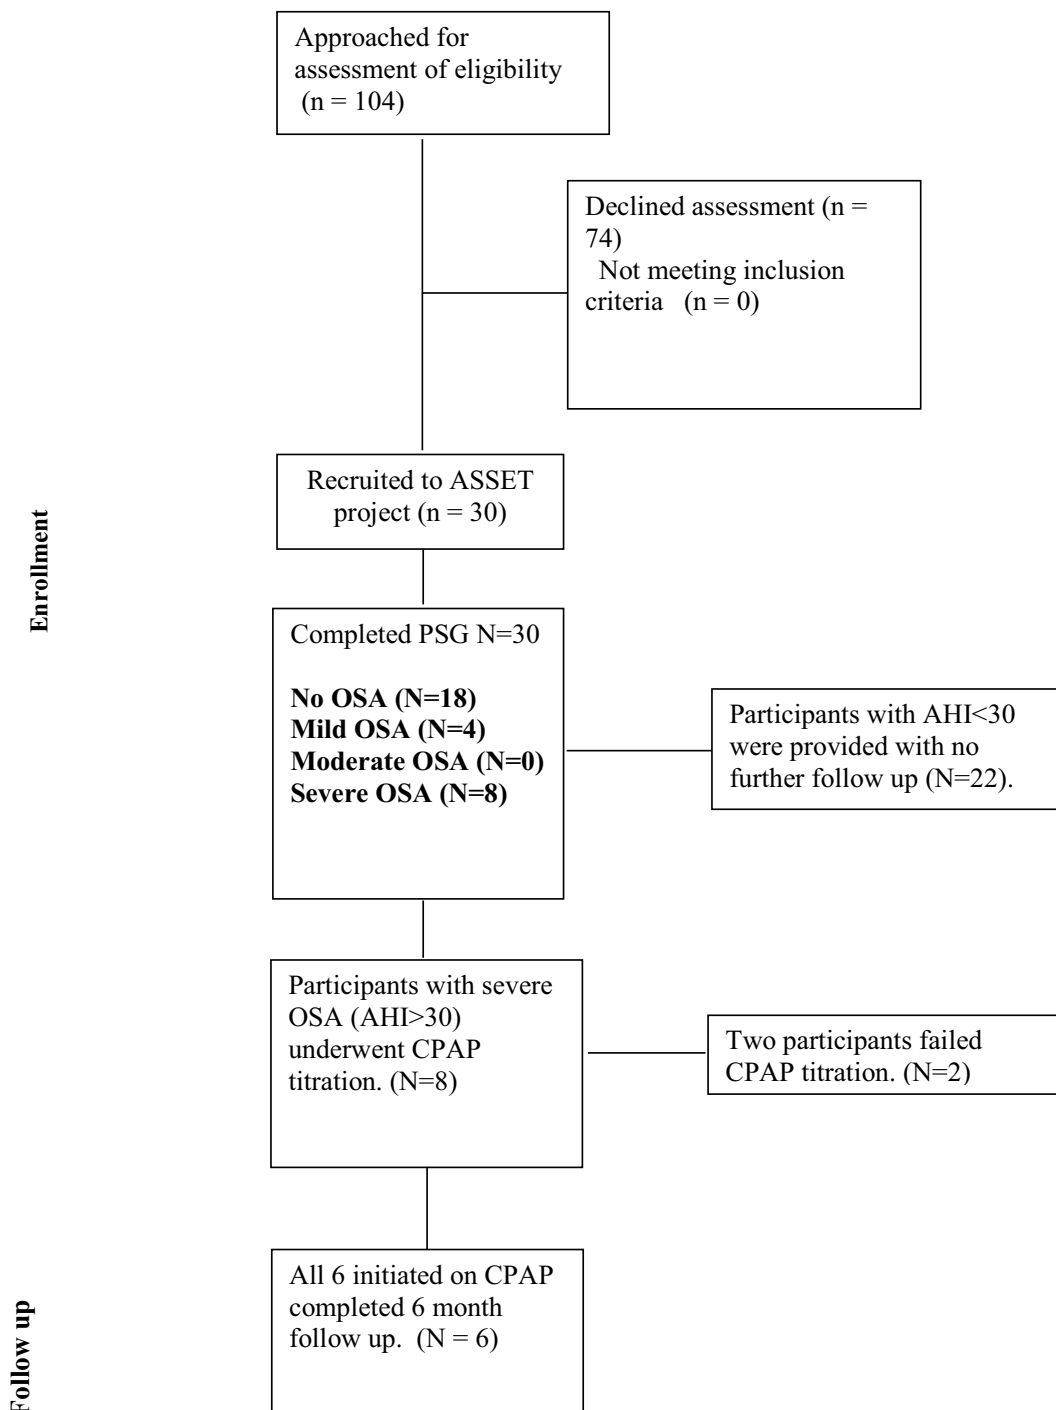 Approached for
assessment of eligibility
(n = 104)
Declined assessment (n =
74)
Not meeting inclusion
criteria (n = 0)
Recruited to ASSET
project (n = 30)
Enrollment
Completed PSG N=30
No OSA (N=18)
Mild OSA (N=4)
Moderate OSA (N=0)
Severe OSA (N=8)
Participants with AHI<30
were provided with no
further follow up (N=22).
Participants with severe
OSA (AHI>30)
underwent CPAP
titration. (N=8)
Two participants failed
CPAP titration. (N=2)
All 6 initiated on CPAP
completed 6 month
follow up. (N = 6)
Follow up